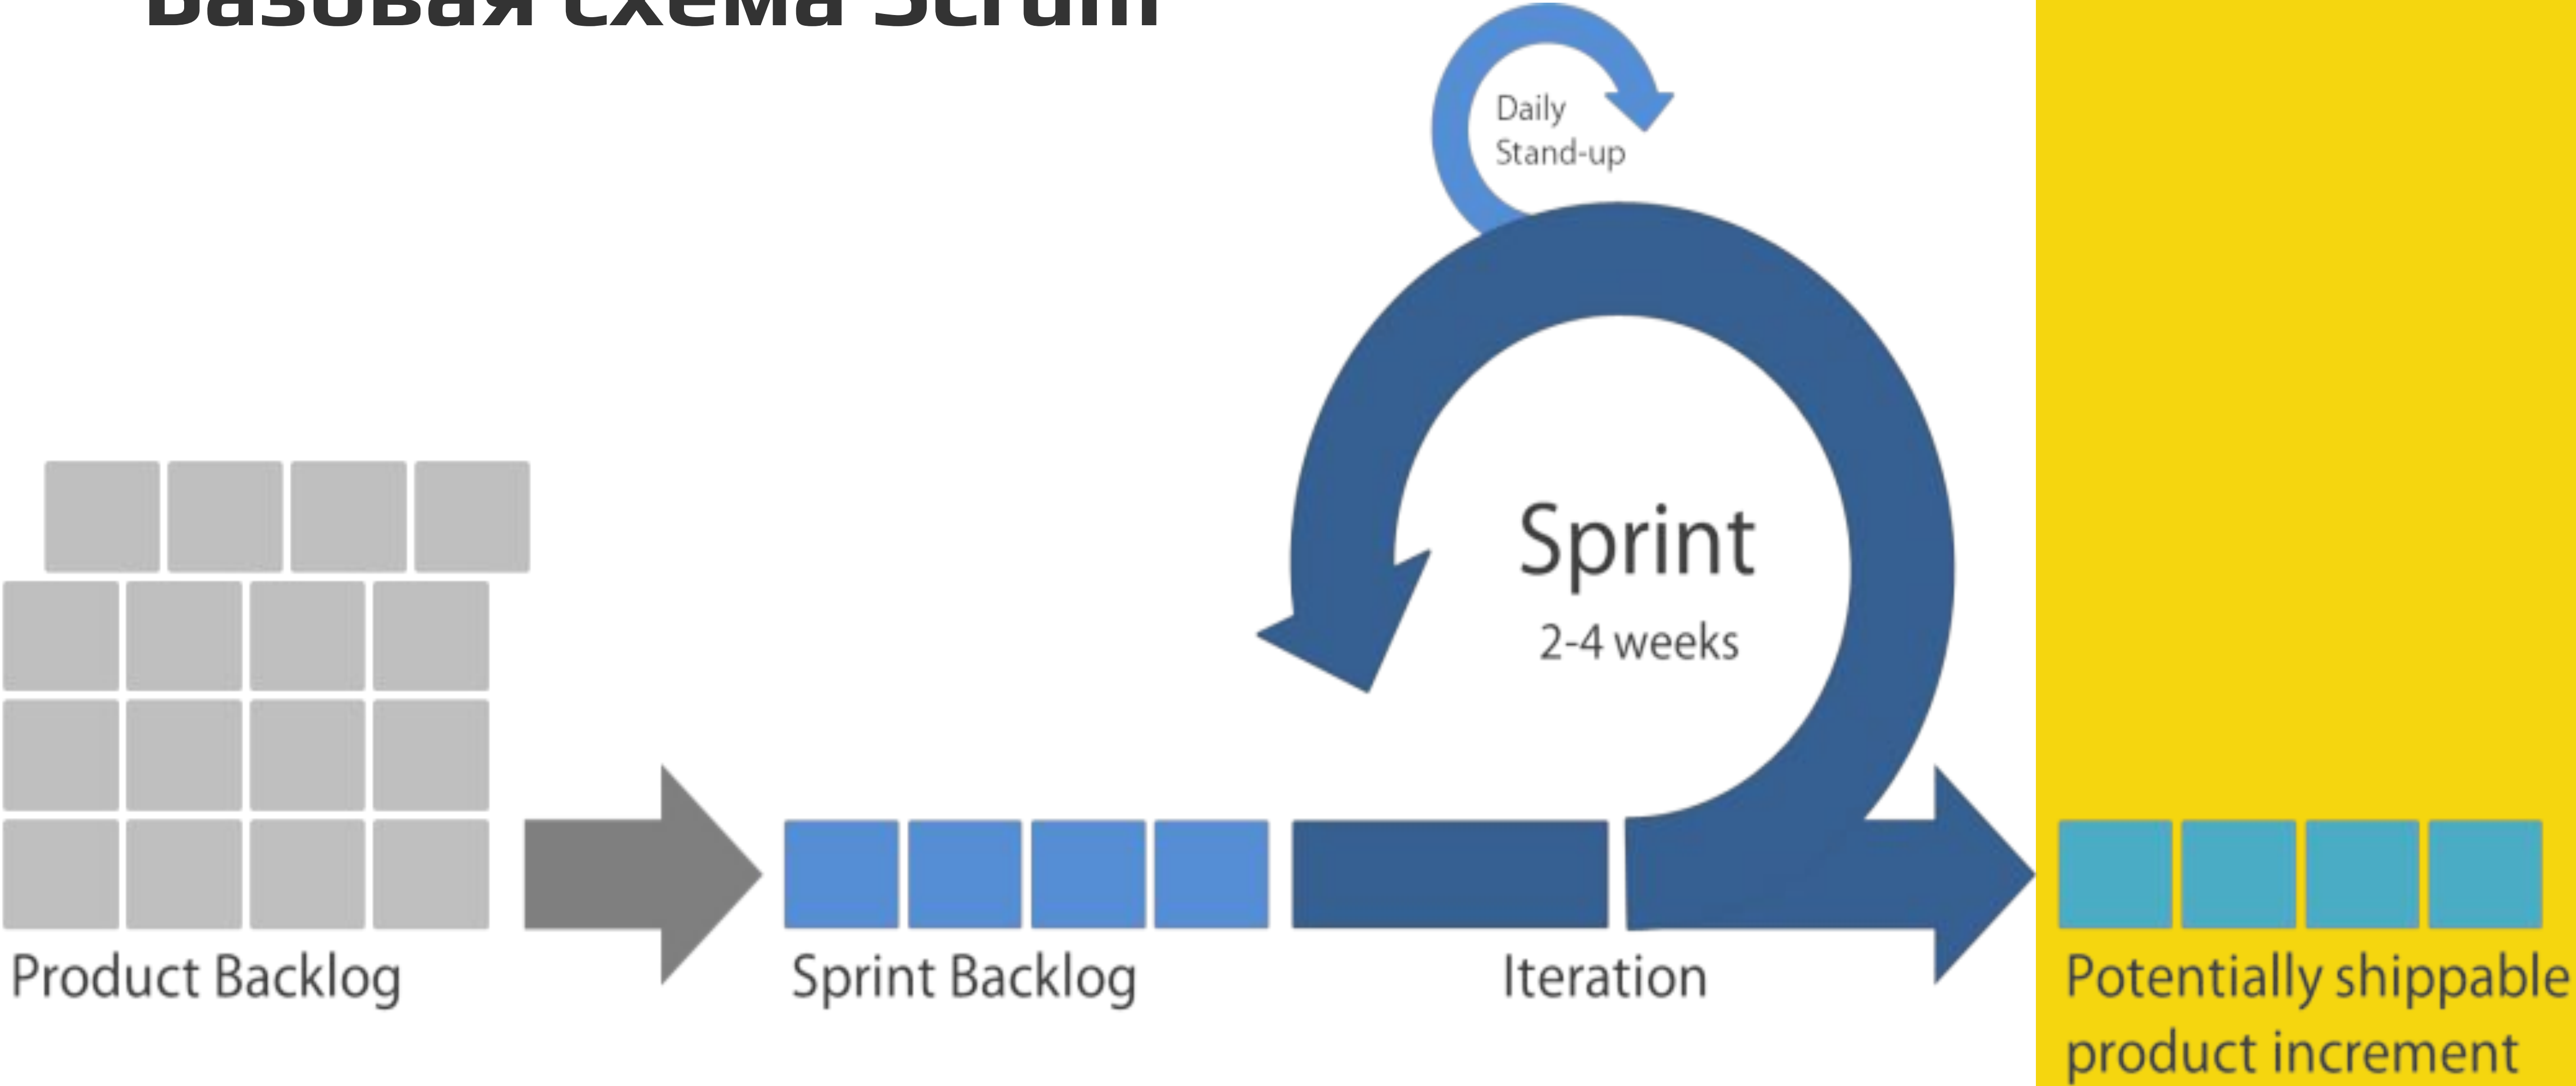 Базовая схема Scrum
Daily
Stand-up
Sprint
2-4 weeks
Product Backlog
Sprint Backlog
Iteration
Potentially shippable
product increment